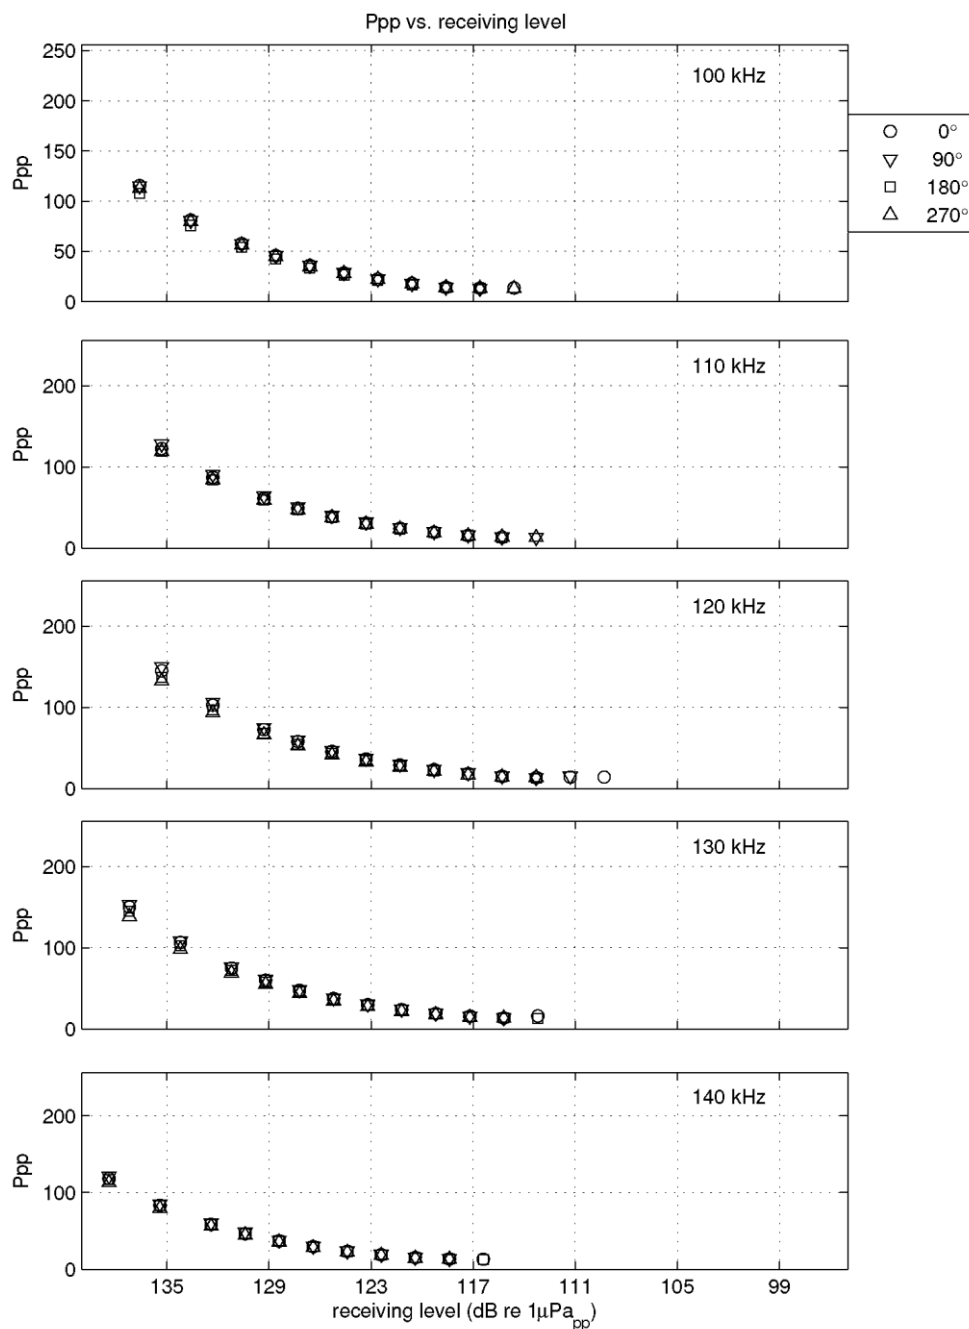 Ppp vs. receiving level
250
200
150
100
50
0
Ppp
100 kHz
0°
90°
180°
270°
200
100
0
Ppp
110 kHz
200
100
0
Ppp
120 kHz
200
100
0
Ppp
130 kHz
200
100
0
Ppp
140 kHz
135 129 123 117 111 105 99
receiving level (dB re 1μPapp)